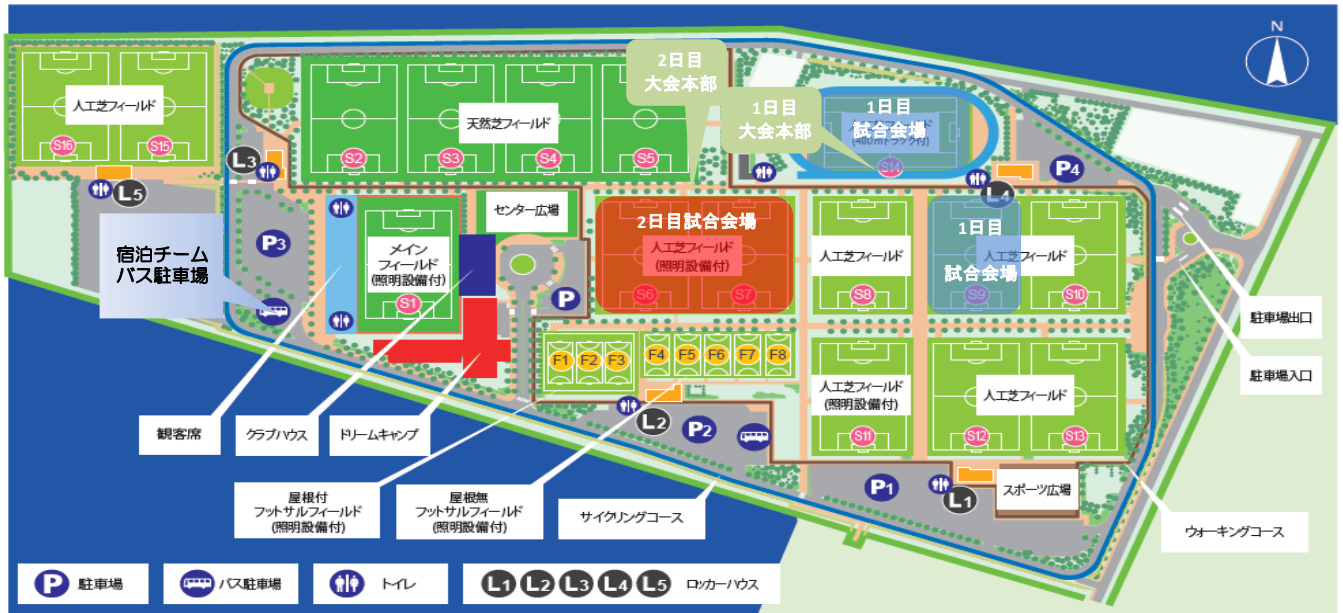 N
人工芝フィールド
S16
S15
L5
L3
天然芝フィールド
S2
S3
S4
S5
2日目
大会本部
1日目
大会本部
1日目
試合会場
(400mトラック付)
S14
P4
L4
宿泊チーム
バス駐車場
P3
メイン
フィールド
(照明設備付)
S1
センター広場
P
2日目試合会場
人工芝フィールド
(照明設備付)
S6
S7
人工芝フィールド
S8
1日目
試合会場
人工芝フィールド
S9
S10
駐車場出口
駐車場入口
F1
F2
F3
F4
F5
F6
F7
F8
人工芝フィールド
(照明設備付)
S11
人工芝フィールド
S12
S13
L2
P2
P1
L1
スポーツ広場
観客席
クラブハウス
ドリームキャンプ
屋根付
フットサルフィールド
(照明設備付)
屋根無
フットサルフィールド
(照明設備付)
サイクリングコース
ウォーキングコース
P 駐車場
バス駐車場
トイレ
L1 L2 L3 L4 L5 ロッカーハウス